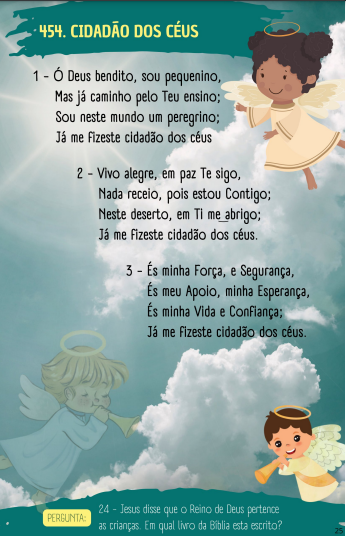 454. CIDADÃO DOS CÉUS
1 - Ó Deus bendito, sou pequenino,
Mas já caminho pelo Teu ensino;
Sou neste mundo um peregrino;
Já me fizeste cidadão dos céus
2 - Vivo alegre, em paz Te sigo,
Nada receio, pois estou Contigo;
Neste deserto, em Ti me abrigo;
Já me fizeste cidadão dos céus.
3 - És minha Força, e Segurança,
És meu Apoio, minha Esperança,
És minha Vida e Confiança;
Já me fizeste cidadão dos céus.
PERGUNTA:
24 - Jesus disse que o Reino de Deus pertence
as crianças. Em qual livro da Bíblia esta escrito?
25